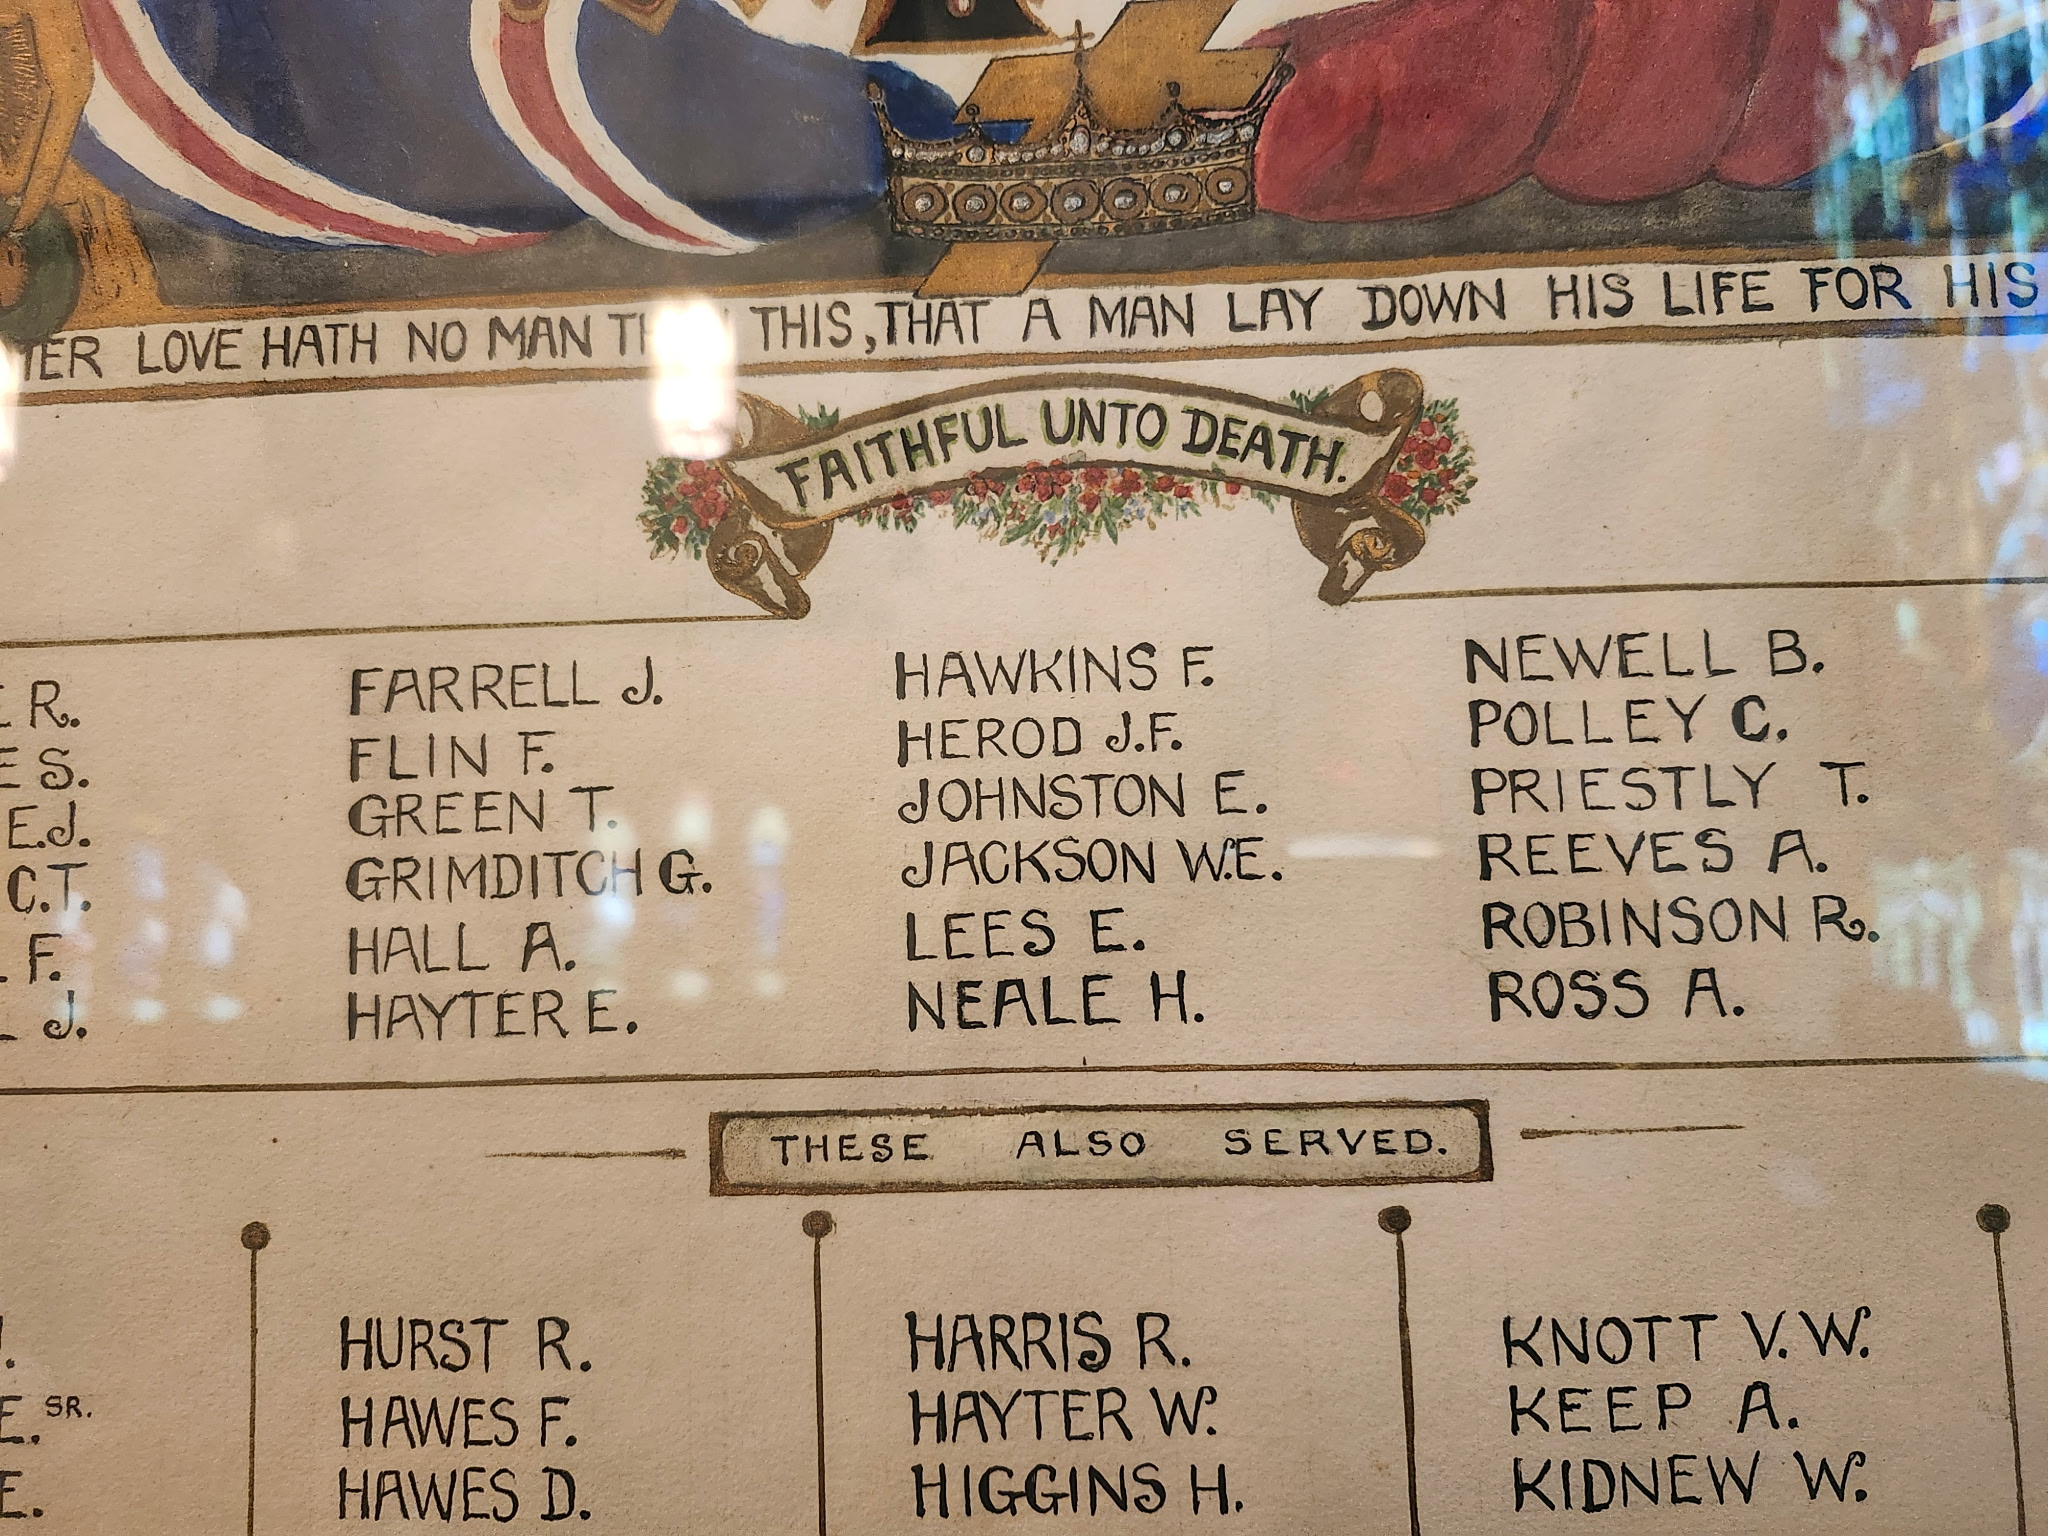 LOVE HATH NO MAN THIS, THAT A MAN LAY DOWN HIS LIFE FOR HIS
FAITHFUL UNTO DEATH.
R.
S.
E.J.
C.T.
F.
J.
FARRELL J.
FLIN F.
GREEN T.
GRIMDITCH G.
HALL A.
HAYTER E.
HAWKINS F.
HEROD J.F.
JOHNSTON E.
JACKSON W.E.
LEES E.
NEALE H.
NEWELL B.
POLLEY C.
PRIESTLY T.
REEVES A.
ROBINSON R.
ROSS A.
THESE ALSO SERVED.
E. SR.
E.
HURST R.
HAWES F.
HAWES D.
HARRIS R.
HAYTER W.
HIGGINS H.
KNOTT V.W.
KEEP A.
KIDNEW W.